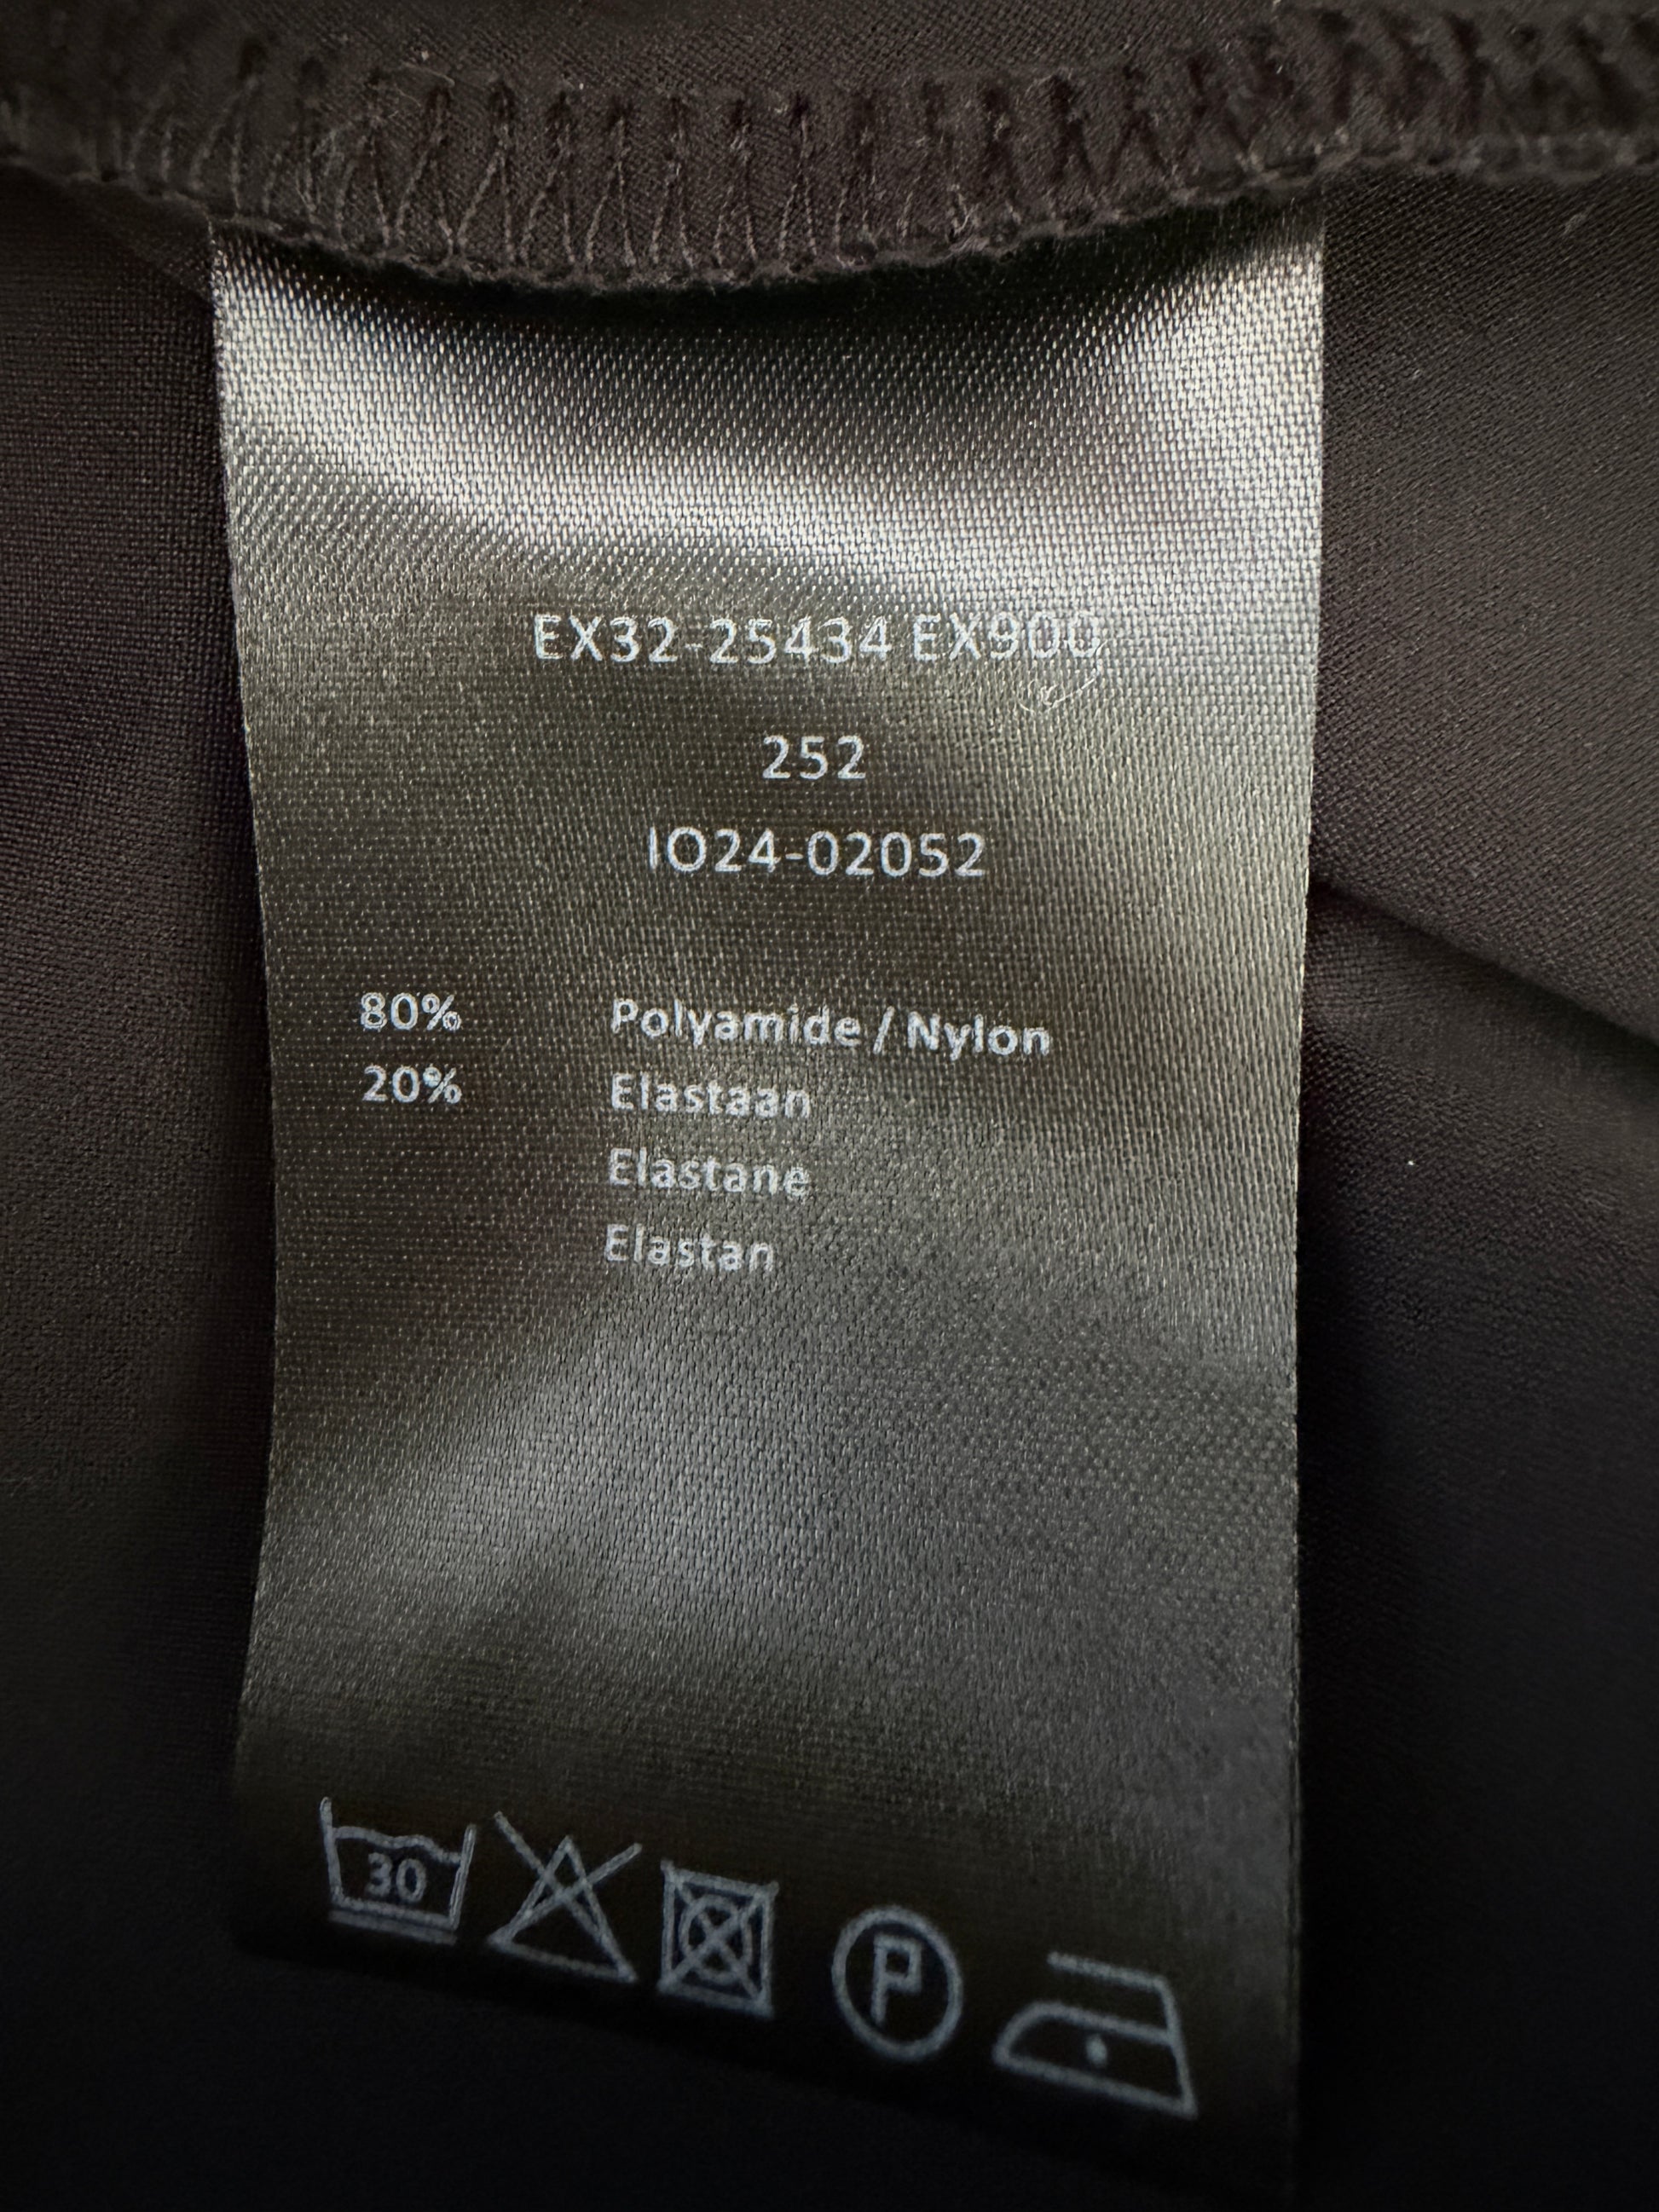 EX32-25434 EX900
252
IO24-02052
80% Polyamide / Nylon
20% Elastaan
Elastane
Elastan
30
P